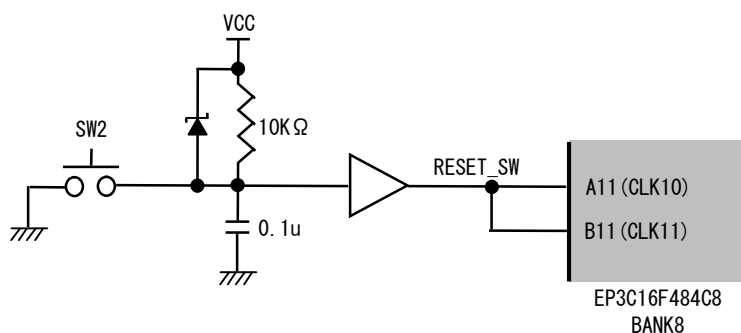 VCC
SW2
10KΩ
RESET_SW
A11(CLK10)
0.1u
B11(CLK11)
EP3C16F484C8
BANK8